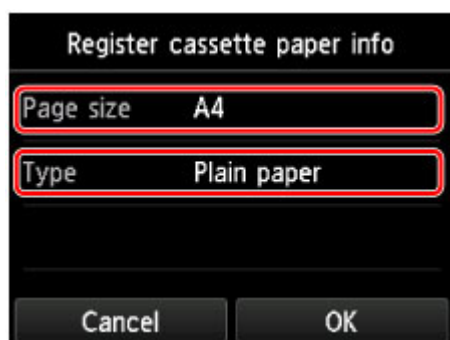 Register cassette paper info
Page size A4
Type Plain paper
Cancel OK